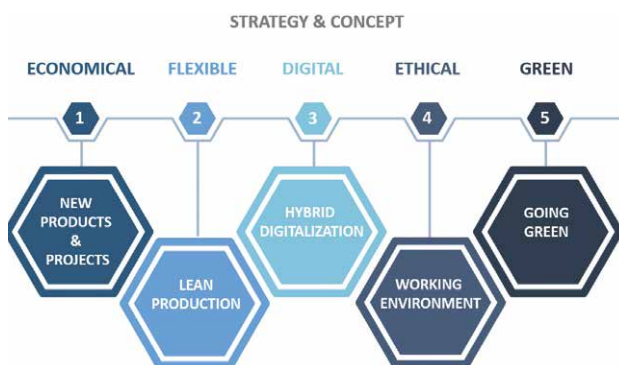 STRATEGY & CONCEPT
ECONOMICAL
FLEXIBLE
DIGITAL
ETHICAL
GREEN
1
2
3
4
5
NEW
PRODUCTS
&
PROJECTS
LEAN
PRODUCTION
HYBRID
DIGITALIZATION
WORKING
ENVIRONMENT
GOING
GREEN